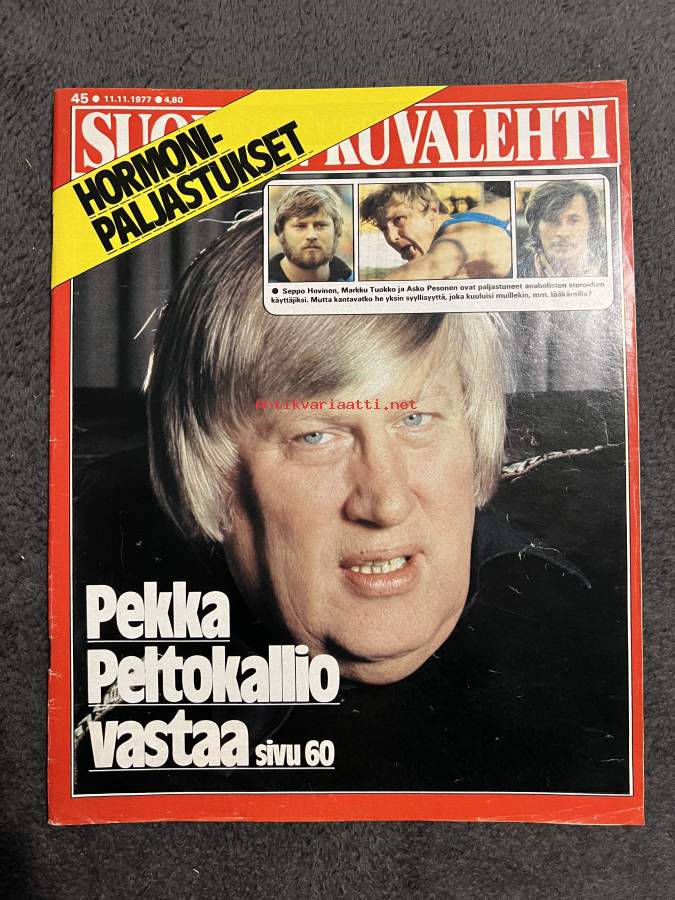 45 ● 11.11.1977 ● 4,80
SUO KUVALEHTI
HORMONI-
PALJASTUKSET
● Seppo Hovinen, Markku Tuokko ja Asko Pesonen ovat paljastuneet anabolisten steroidien
käyttäjiksi. Mutta kantavatko he yksin syyllisyyttä, joka kuuluisi muillekin, mm. lääkäreille?
antikvariaatti.net
Pekka
Peltokallio
vastaa sivu 60